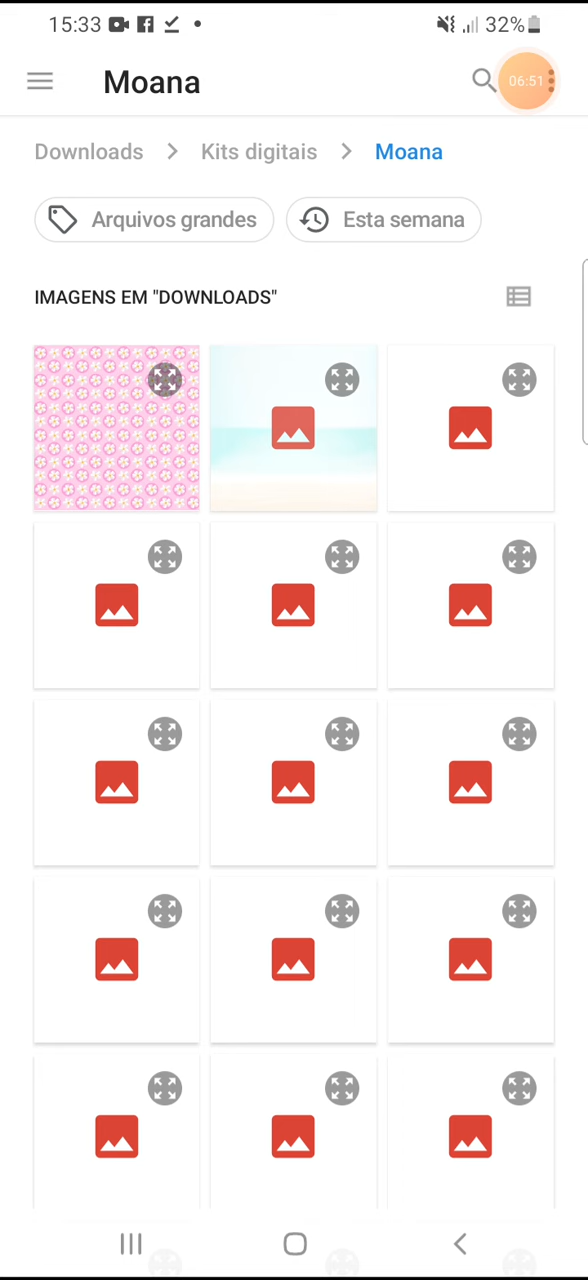 15:33 32%
Moana
06:51
Downloads > Kits digitais > Moana
Arquivos grandes Esta semana
IMAGENS EM "DOWNLOADS"